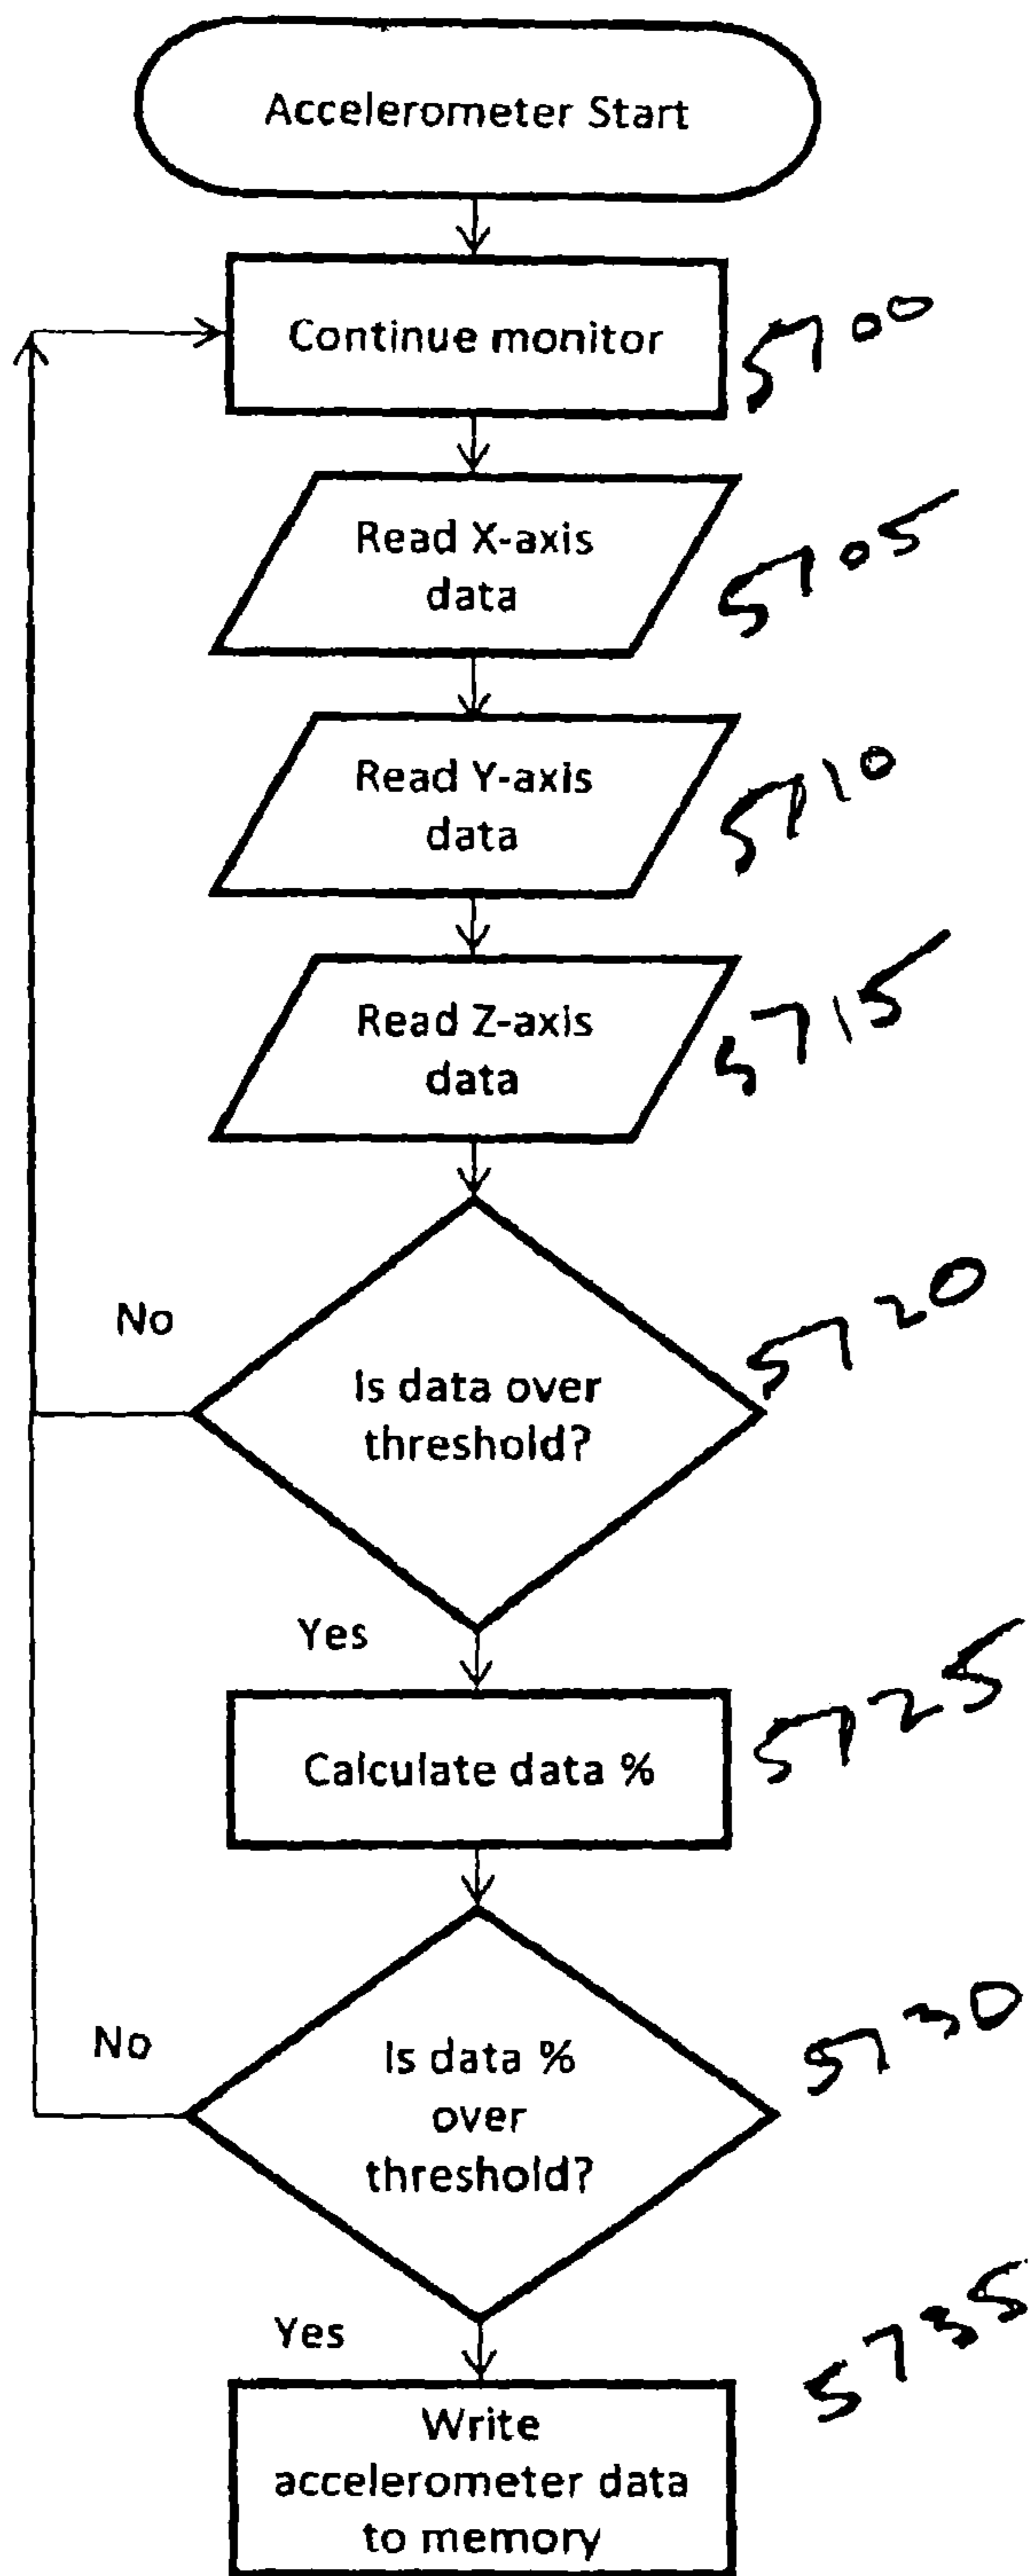 Accelerometer Start
Continue monitor
5700
Read X-axis
data
5705
Read Y-axis
data
5710
Read Z-axis
data
5715
No
Is data over
threshold?
5720
Yes
Calculate data %
5725
No
Is data %
over
threshold?
5730
Yes
Write
accelerometer data
to memory
5735